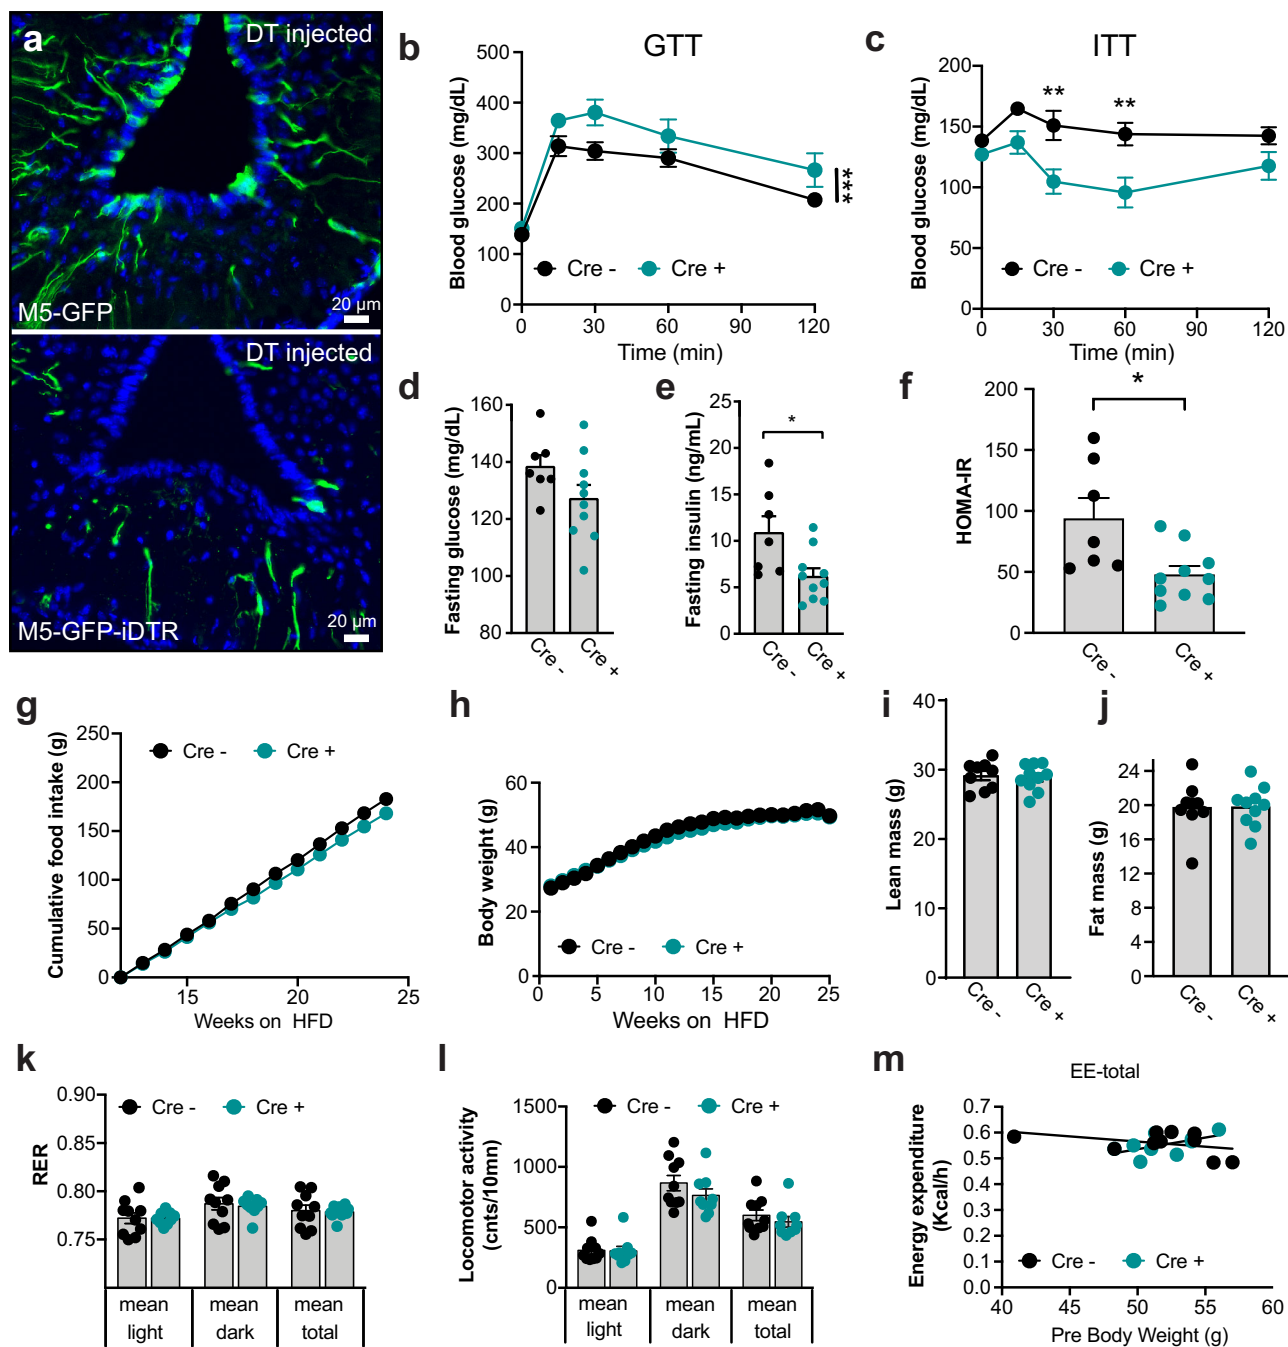 a
DT injected
M5-GFP
20 µm
DT injected
M5-GFP-iDTR
20 µm
b
GTT
Blood glucose (mg/dL)
500
400
300
200
100
0
0 30 60 90 120
Time (min)
Cre - Cre +
***
c
ITT
Blood glucose (mg/dL)
200
150
100
50
0
0 30 60 90 120
Time (min)
Cre - Cre +
** **
d
Fasting glucose (mg/dL)
160
140
120
100
80
Cre - Cre +
e
Fasting insulin (ng/mL)
25
20
15
10
5
0
*
Cre - Cre +
f
HOMA-IR
200
150
100
50
0
*
Cre - Cre +
g
Cumulative food intake (g)
250
200
150
100
50
0
Cre - Cre +
15 20 25
Weeks on HFD
h
Body weight (g)
60
40
20
0
Cre - Cre +
0 5 10 15 20 25
Weeks on HFD
i
Lean mass (g)
40
30
20
10
0
Cre - Cre +
j
Fat mass (g)
24
20
16
12
8
4
0
Cre - Cre +
k
RER
0.90
0.85
0.80
0.75
Cre - Cre +
mean mean mean
light dark total
l
Locomotor activity
(cnts/10mn)
1500
1000
500
0
Cre - Cre +
mean mean mean
light dark total
m
EE-total
Energy expenditure
(Kcal/h)
0.7
0.6
0.5
0.4
0.3
0.2
0.1
0.0
Cre - Cre +
40 45 50 55 60
Pre Body Weight (g)